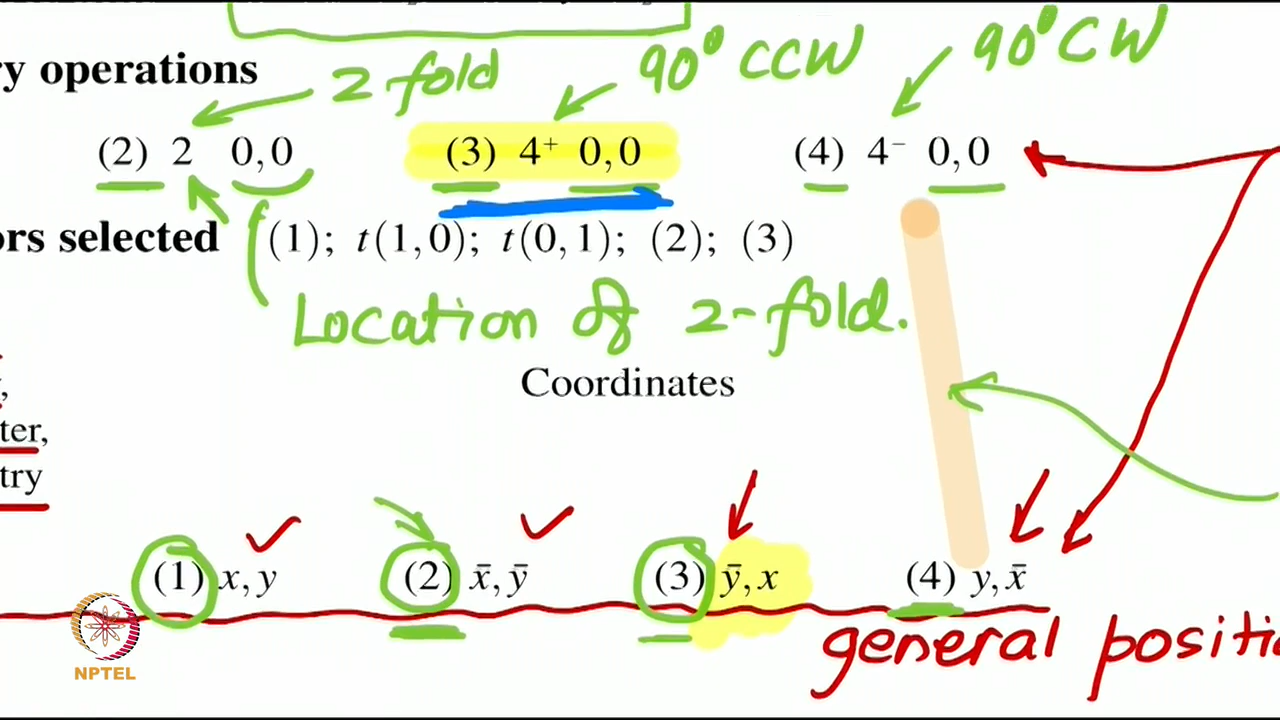 2 fold 90° CCW 90° CW
ry operations
(2) 2 0,0 (3) 4⁺ 0,0 (4) 4⁻ 0,0
ors selected (1); t(1,0); t(0,1); (2); (3)
Location of 2-fold.
Coordinates
ter,
try
(1) x,y (2) x̄,ȳ (3) ȳ,x (4) y,x̄
general positi
NPTEL